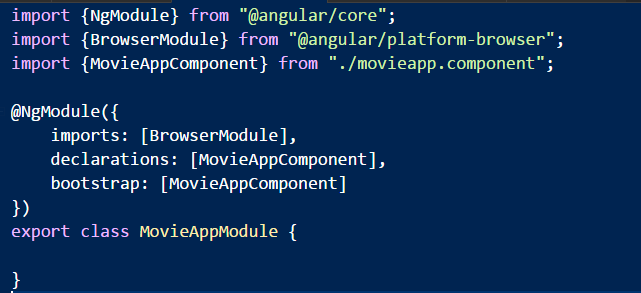 import {NgModule} from "@angular/core";
import {BrowserModule} from "@angular/platform-browser";
import {MovieAppComponent} from "./movieapp.component";

@NgModule({
    imports: [BrowserModule],
    declarations: [MovieAppComponent],
    bootstrap: [MovieAppComponent]
})
export class MovieAppModule {

}